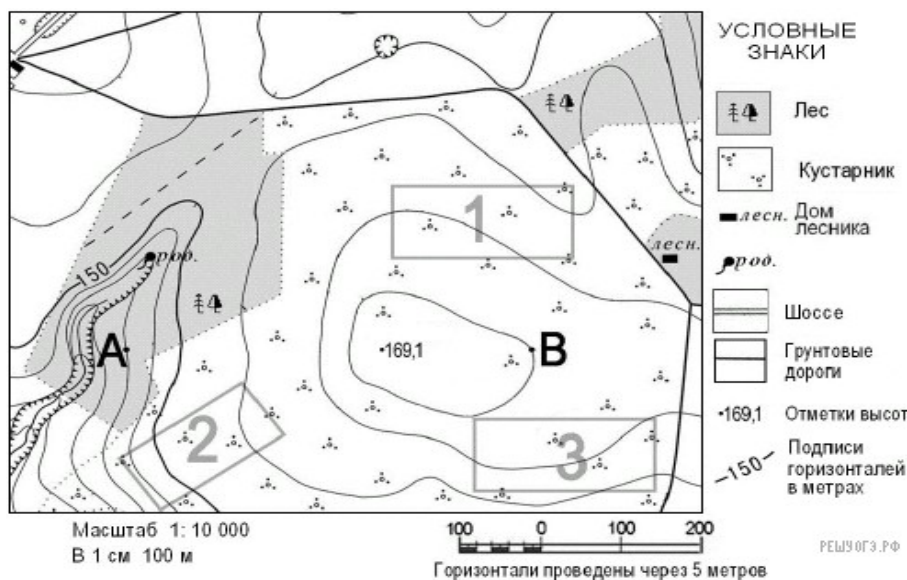 УСЛОВНЫЕ
ЗНАКИ
Лес
Кустарник
лесн. Дом
лесника
род.
Шоссе
Грунтовые
дороги
•169,1 Отметки высот
150 Подписи
горизонталей
в метрах
1
лесн.
150
род.
A
•169,1
B
2
3
Масштаб 1: 10 000
В 1 см 100 м
100 0 100 200
Горизонтали проведены через 5 метров
РЕШУОГЭ.РФ